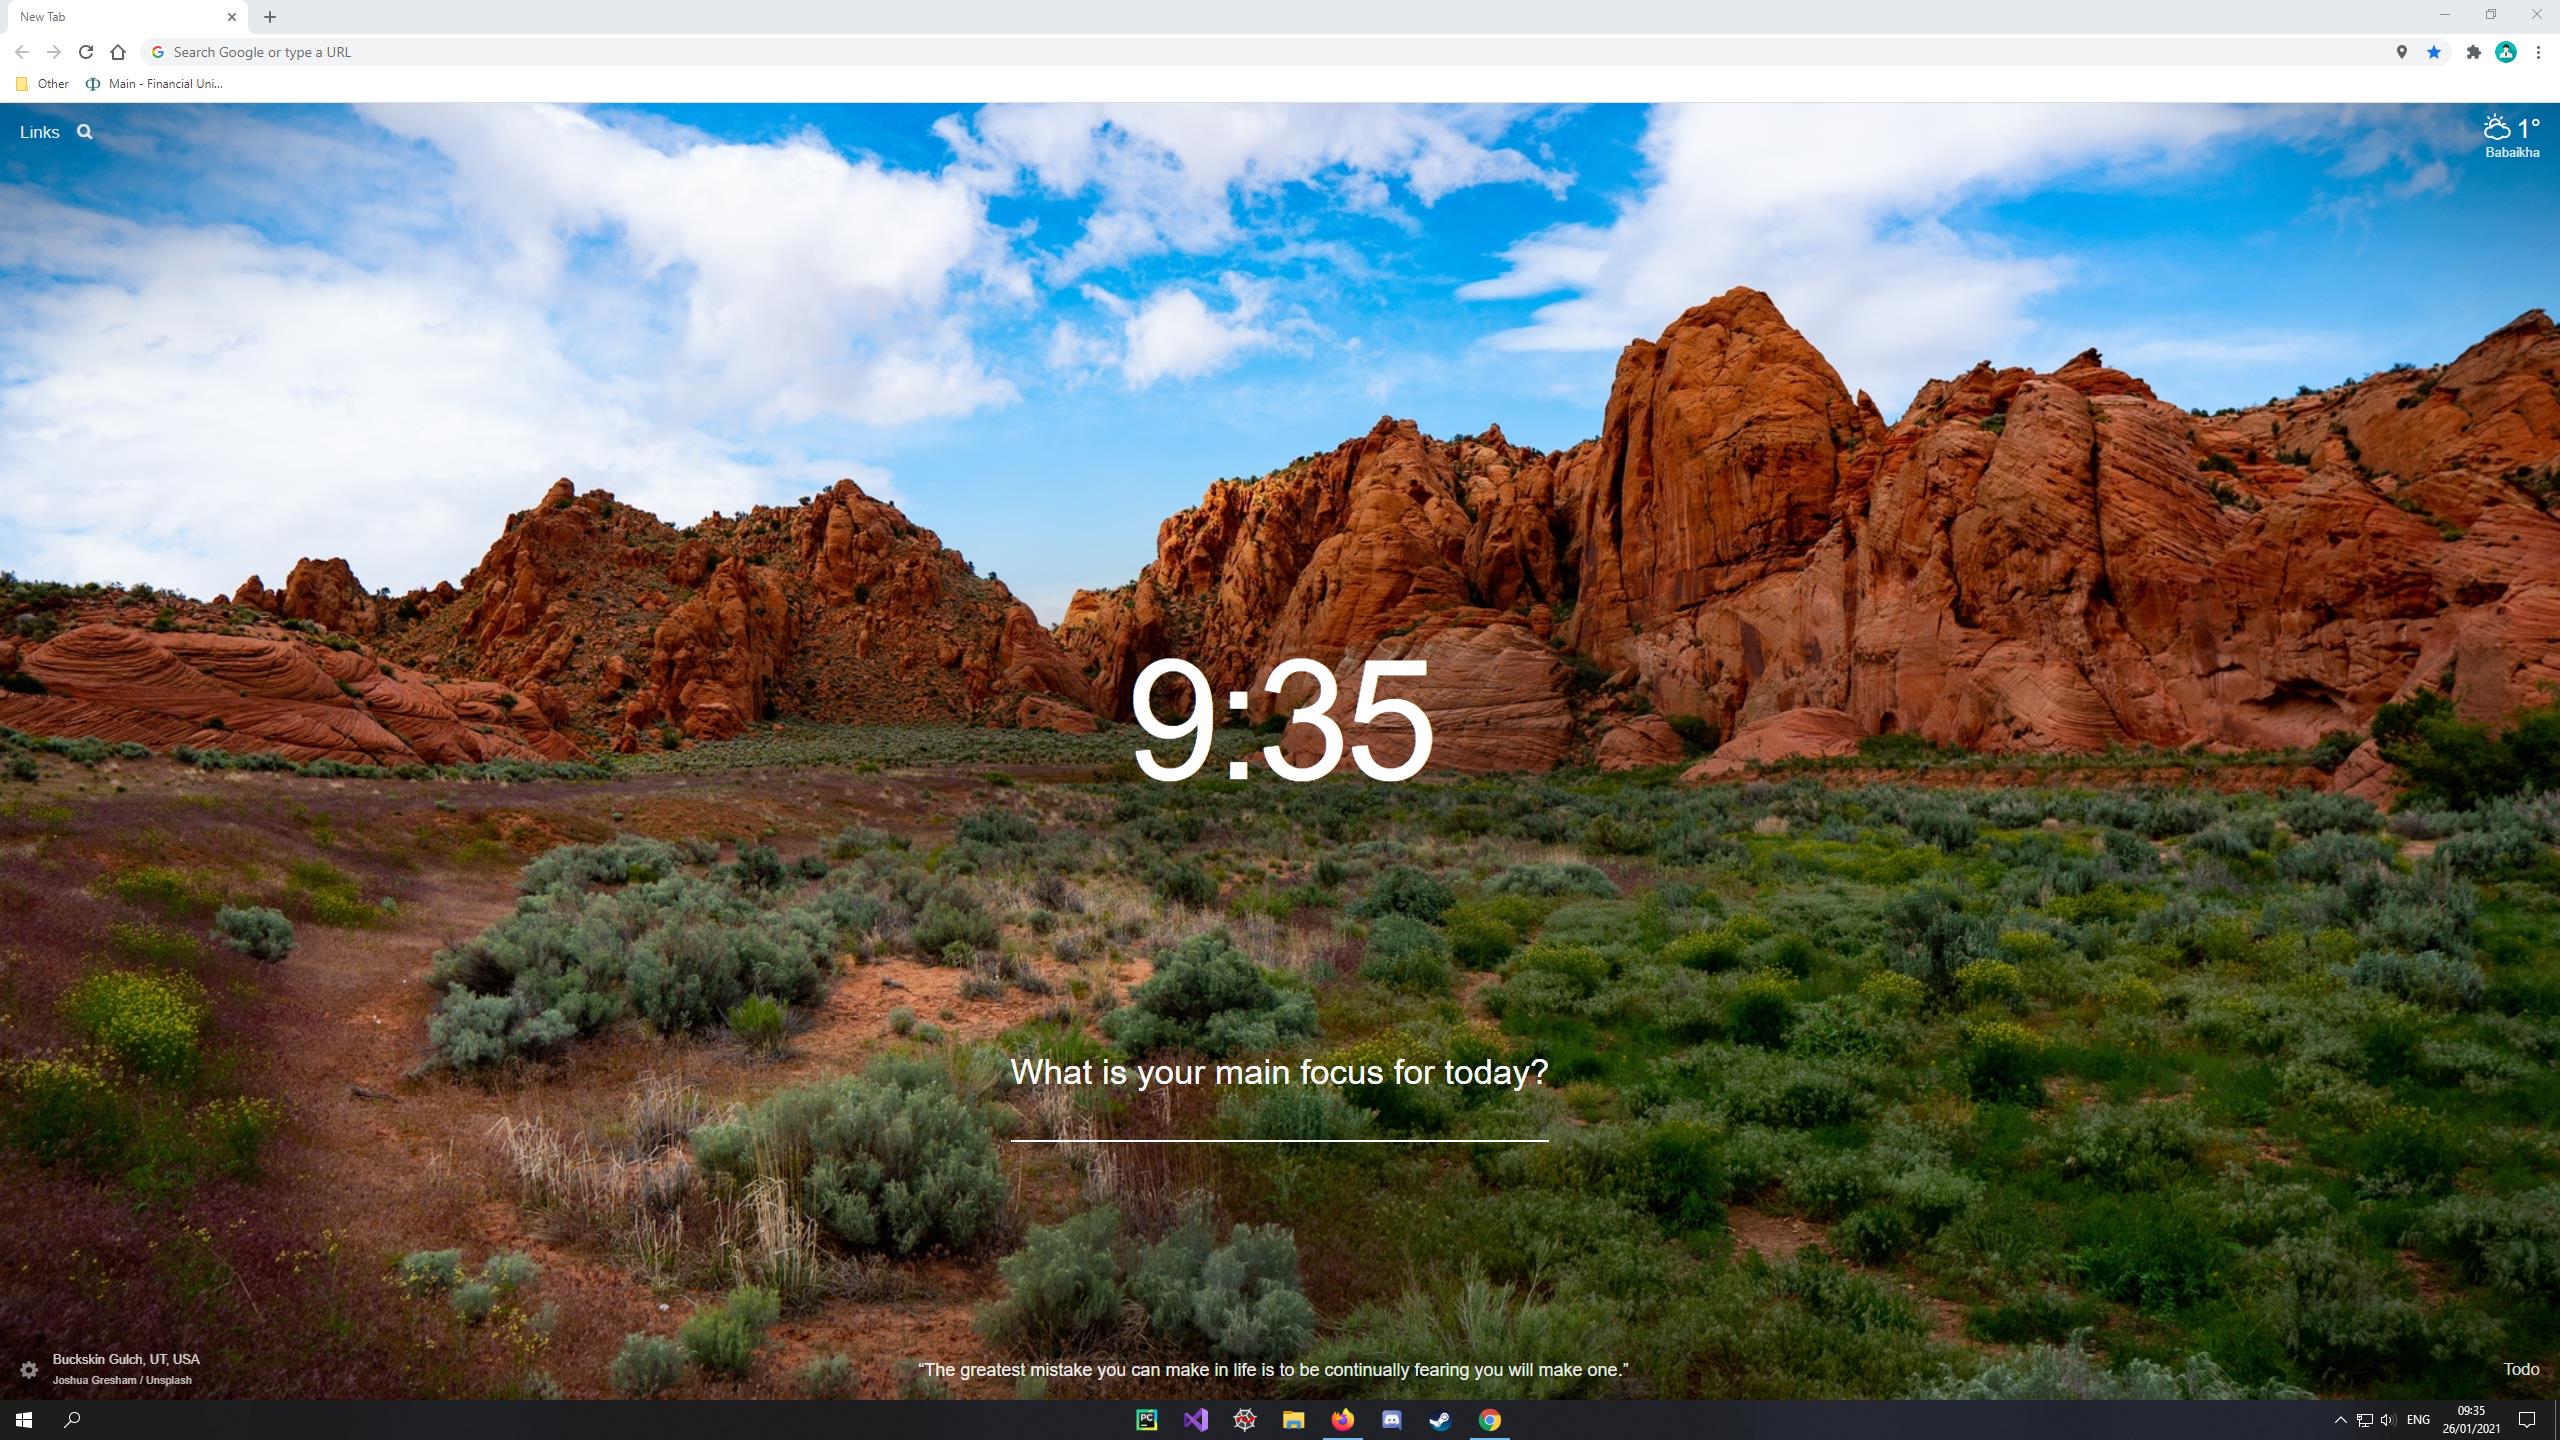 New Tab
Search Google or type a URL
Other
Main - Financial Uni...
Links
1°
Babaikha
9:35
What is your main focus for today?
Buckskin Gulch, UT, USA
Joshua Gresham / Unsplash
“The greatest mistake you can make in life is to be continually fearing you will make one.”
Todo
PC
ENG
09:35
26/01/2021